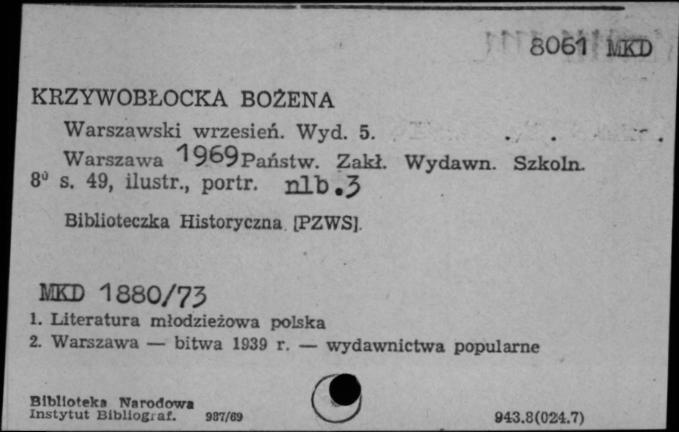 8061 MKD
KRZYWOBŁOCKA BOŻENA
Warszawski wrzesień. Wyd. 5.
Warszawa 1969 Państw. Zakł. Wydawn. Szkoln.
8° s. 49, ilustr., portr. nlb.3
Biblioteczka Historyczna [PZWS].
MKD 1880/73
1. Literatura młodzieżowa polska
2. Warszawa — bitwa 1939 r. — wydawnictwa popularne
Biblioteka Narodowa
Instytut Bibliograf. 987/69 943.8(024.7)